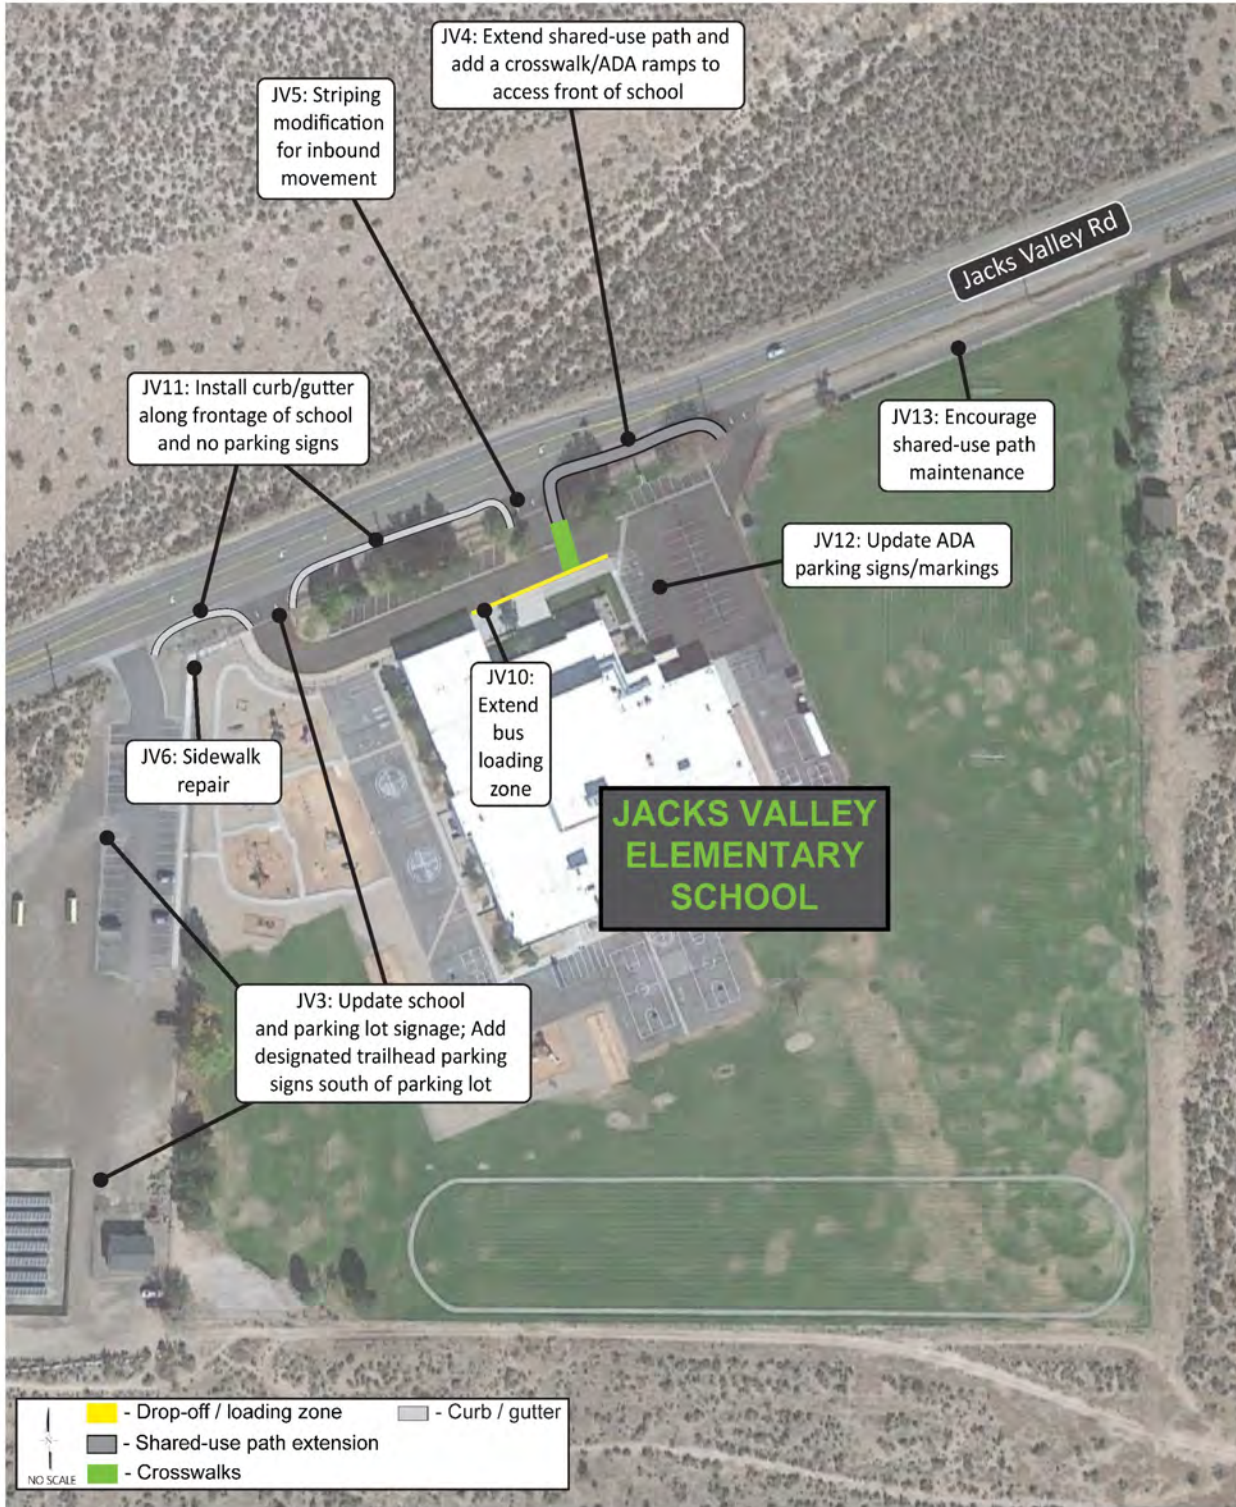 JV4: Extend shared-use path and
add a crosswalk/ADA ramps to
access front of school
JV5: Striping
modification
for inbound
movement
Jacks Valley Rd
JV11: Install curb/gutter
along frontage of school
and no parking signs
JV13: Encourage
shared-use path
maintenance
JV12: Update ADA
parking signs/markings
JV10:
Extend
bus
loading
zone
JV6: Sidewalk
repair
JACKS VALLEY
ELEMENTARY
SCHOOL
JV3: Update school
and parking lot signage; Add
designated trailhead parking
signs south of parking lot
- Drop-off / loading zone
- Curb / gutter
- Shared-use path extension
- Crosswalks
NO SCALE